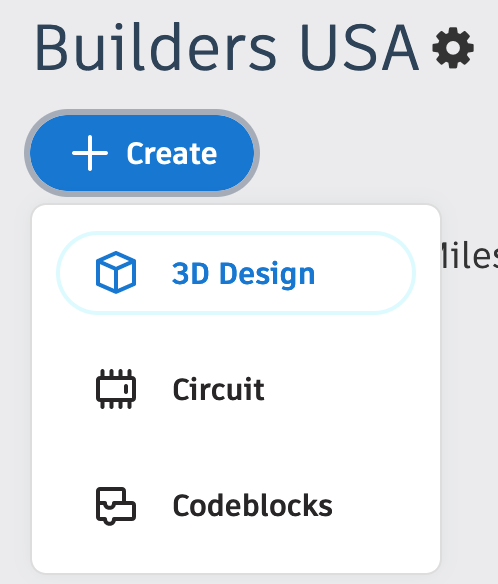 Builders USA
Create
3D Design
Circuit
Codeblocks